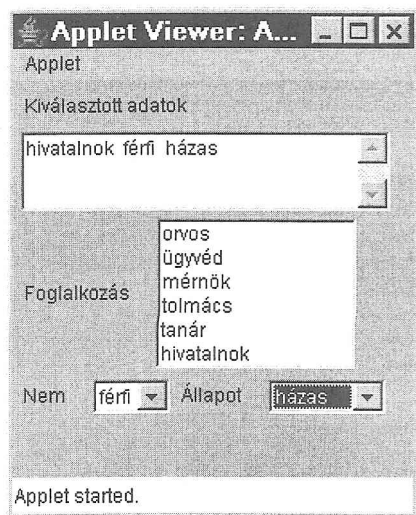 Applet Viewer: A...
Applet
Kiválasztott adatok
hivatalnok férfi házas
orvos
ügyvéd
mérnök
Foglalkozás
tolmács
tanár
hivatalnok
Nem férfi Állapot házas
Applet started.